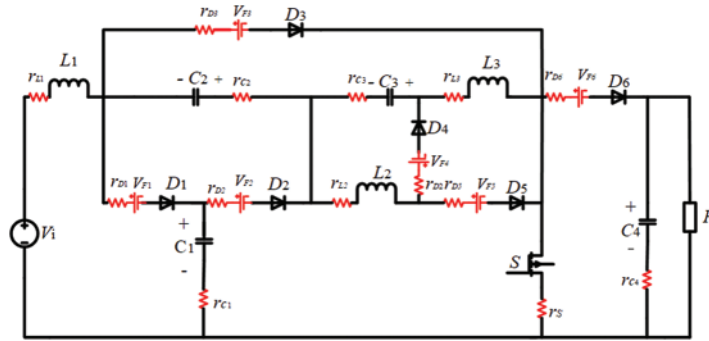 rD3 VF3 D3
L1 L3
rL1 - C2 + rC2 rC3 - C3 + rL3 rD6 VF6 D6
D4
VF4
rD1 VF1 D1 rD2 VF2 D2 rL2 L2 rD2 rD5 VF5 D5
Vi + C1 - + C4 -
S
rC1 rS rC4